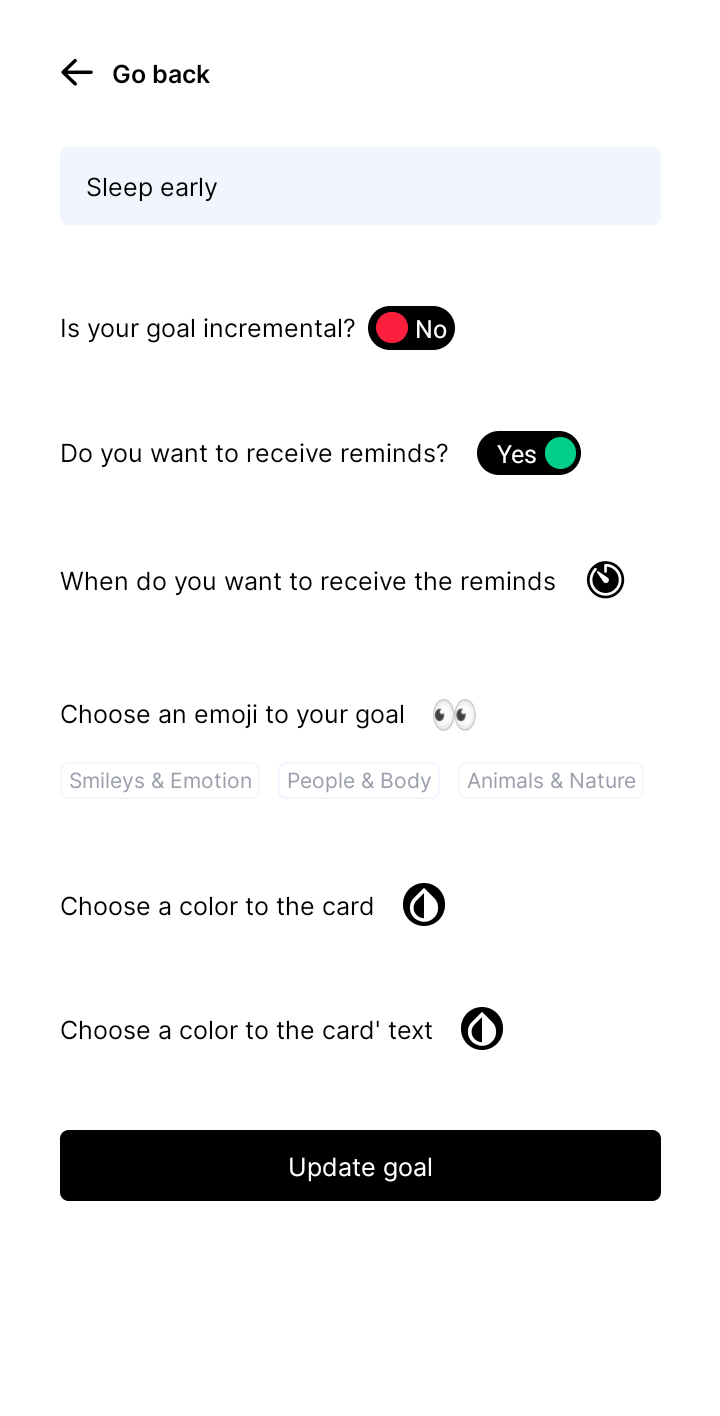 Go back
Sleep early
Is your goal incremental? No
Do you want to receive reminds? Yes
When do you want to receive the reminds
Choose an emoji to your goal 👀
Smileys & Emotion People & Body Animals & Nature
Choose a color to the card
Choose a color to the card' text
Update goal